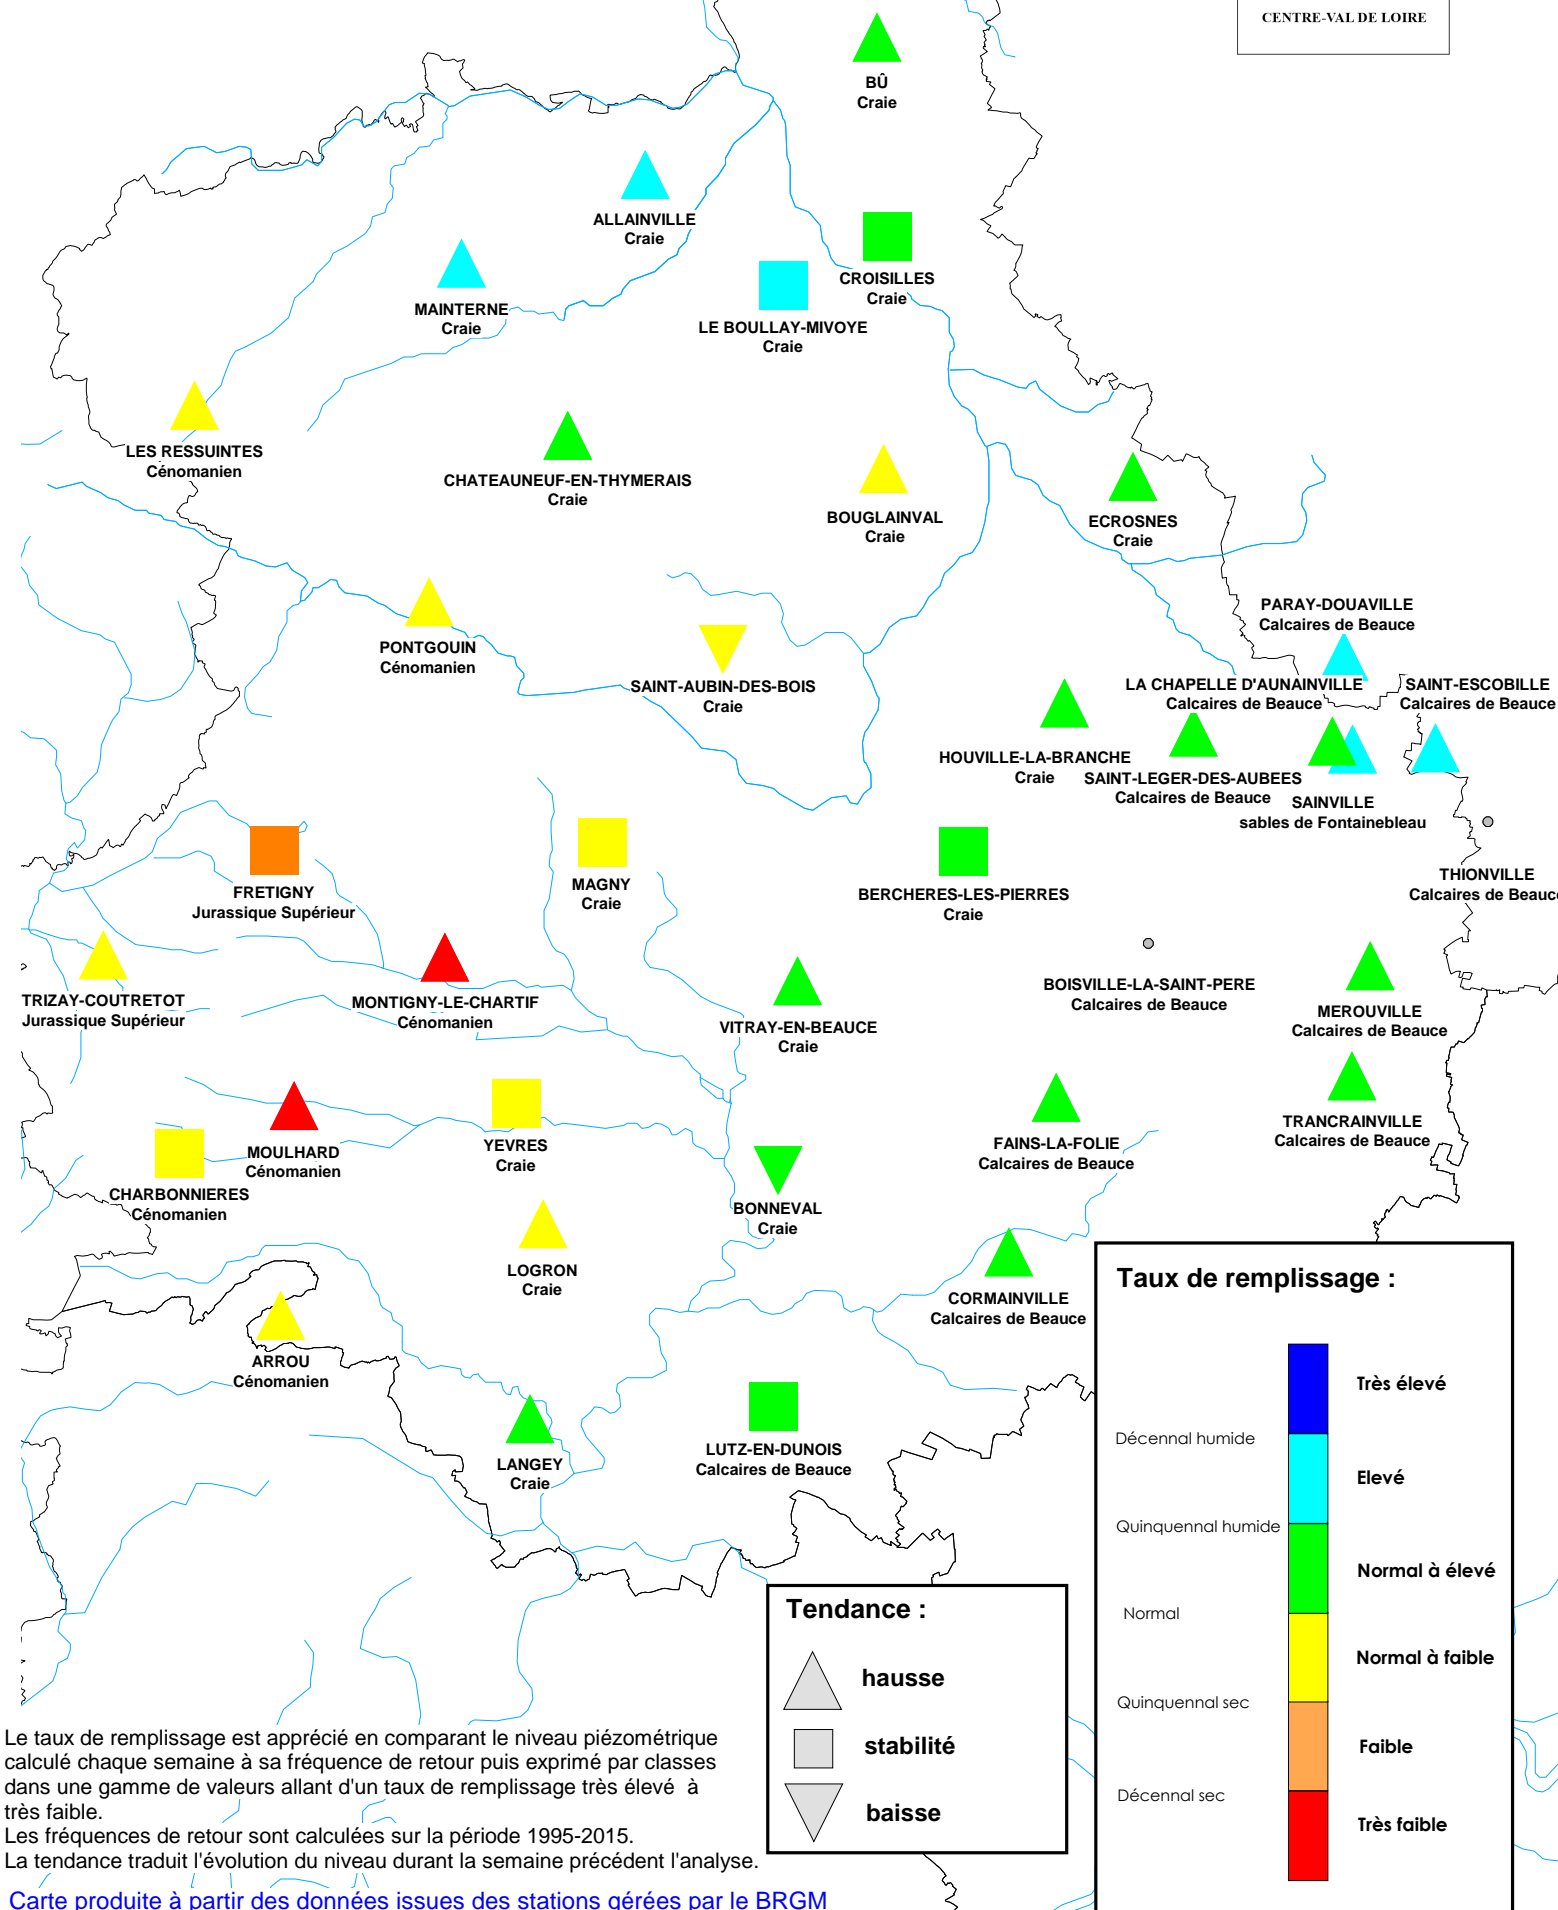 CENTRE-VAL DE LOIRE
BÛ
Craie
ALLAINVILLE
Craie
CROISILLES
Craie
MAINTERNE
Craie
LE BOULLAY-MIVOYE
Craie
LES RESSUINTES
Cénomanien
CHATEAUNEUF-EN-THYMERAIS
Craie
BOUGLAINVAL
Craie
ECROSNES
Craie
PARAY-DOUAVILLE
Calcaires de Beauce
PONTGOUIN
Cénomanien
SAINT-AUBIN-DES-BOIS
Craie
LA CHAPELLE D'AUNAINVILLE
Calcaires de Beauce
SAINT-ESCOBILLE
Calcaires de Beauce
HOUVILLE-LA-BRANCHE
Craie
SAINT-LEGER-DES-AUBEES
Calcaires de Beauce
SAINVILLE
sables de Fontainebleau
THIONVILLE
Calcaires de Beauce
FRETIGNY
Jurassique Supérieur
MAGNY
Craie
BERCHERES-LES-PIERRES
Craie
TRIZAY-COUTRETOT
Jurassique Supérieur
MONTIGNY-LE-CHARTIF
Cénomanien
VITRAY-EN-BEAUCE
Craie
BOISVILLE-LA-SAINT-PERE
Calcaires de Beauce
MEROUVILLE
Calcaires de Beauce
MOULHARD
Cénomanien
YEVRES
Craie
FAINS-LA-FOLIE
Calcaires de Beauce
TRANCRAINVILLE
Calcaires de Beauce
CHARBONNIERES
Cénomanien
BONNEVAL
Craie
LOGRON
Craie
CORMAINVILLE
Calcaires de Beauce
ARROU
Cénomanien
LANGEY
Craie
LUTZ-EN-DUNOIS
Calcaires de Beauce
Taux de remplissage :
Très élevé
Décennal humide
Elevé
Quinquennal humide
Normal à élevé
Normal
Normal à faible
Quinquennal sec
Faible
Décennal sec
Très faible
Tendance :
hausse
stabilité
baisse
Le taux de remplissage est apprécié en comparant le niveau piézométrique
calculé chaque semaine à sa fréquence de retour puis exprimé par classes
dans une gamme de valeurs allant d'un taux de remplissage très élevé à
très faible.
Les fréquences de retour sont calculées sur la période 1995-2015.
La tendance traduit l'évolution du niveau durant la semaine précédent l'analyse.
Carte produite à partir des données issues des stations gérées par le BRGM